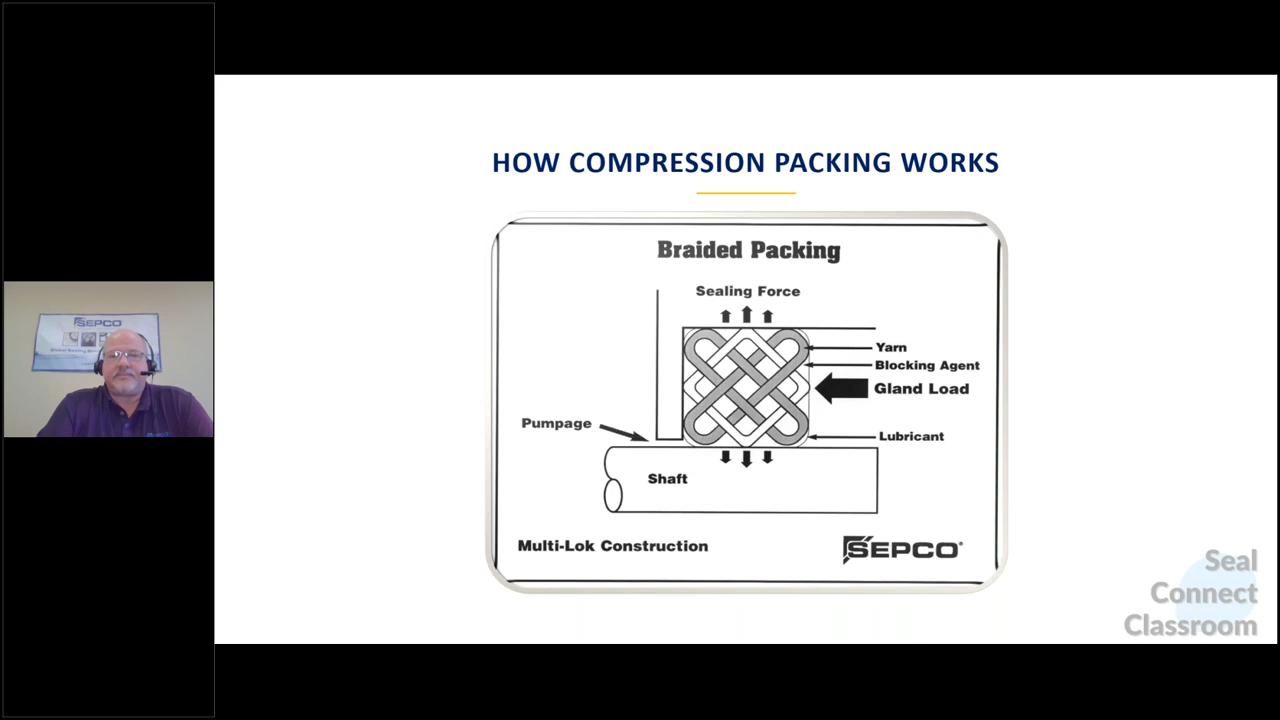 HOW COMPRESSION PACKING WORKS
Braided Packing
Sealing Force
Yarn
Blocking Agent
Gland Load
Pumpage
Lubricant
Shaft
Multi-Lok Construction
SEPCO®
SEPCO
Seal
Connect
Classroom